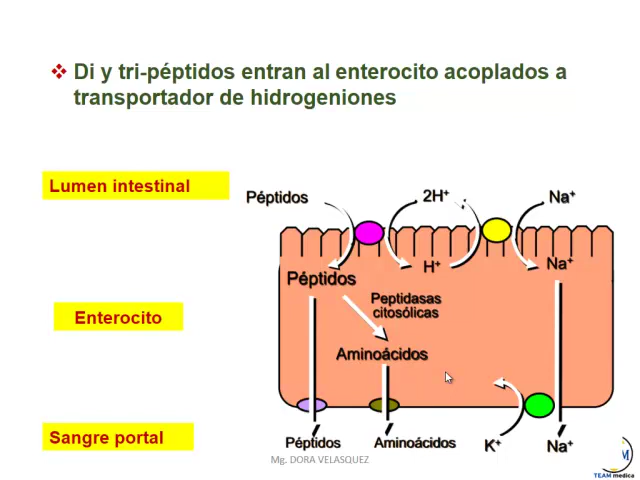 Di y tri-péptidos entran al enterocito acoplados a
transportador de hidrogeniones
Lumen intestinal
Péptidos
2H⁺
Na⁺
Péptidos
H⁺
Na⁺
Peptidasas
citosólicas
Enterocito
Aminoácidos
Sangre portal
Péptidos
Aminoácidos
K⁺
Na⁺
Mg. DORA VELASQUEZ
M
TEAM medica